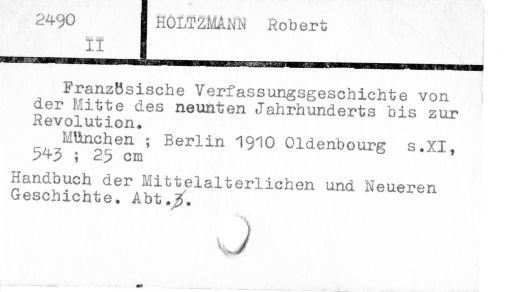 2490
II
HOLTZMANN Robert
Französische Verfassungsgeschichte von
der Mitte des neunten Jahrhunderts bis zur
Revolution.
München ; Berlin 1910 Oldenbourg s.XI,
543 ; 25 cm
Handbuch der Mittelalterlichen und Neueren
Geschichte. Abt.3.